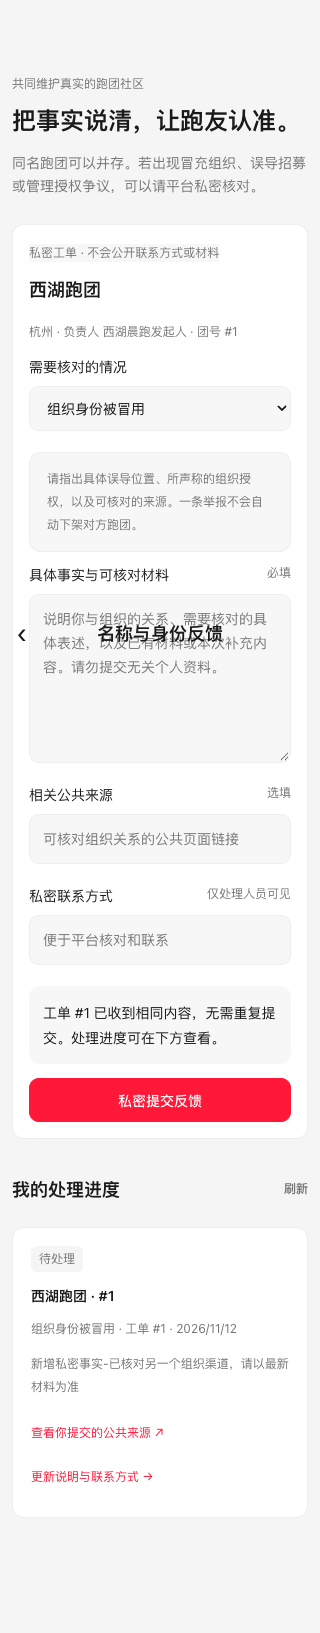 共同维护真实的跑团社区
把事实说清，让跑友认准。
同名跑团可以并存。若出现冒充组织、误导招募
或管理授权争议，可以请平台私密核对。
私密工单 · 不会公开联系方式或材料
西湖跑团
杭州 · 负责人 西湖晨跑发起人 · 团号 #1
需要核对的情况
组织身份被冒用
请指出具体误导位置、所声称的组织授
权，以及可核对的来源。一条举报不会自
动下架对方跑团。
具体事实与可核对材料
必填
说明你与组织的关系、需要核对的具
‹
名称与身份反馈
体表述，以及已有材料或本次补充内
容。请勿提交无关个人资料。
相关公共来源
选填
可核对组织关系的公共页面链接
私密联系方式
仅处理人员可见
便于平台核对和联系
工单 #1 已收到相同内容，无需重复提
交。处理进度可在下方查看。
私密提交反馈
我的处理进度
刷新
待处理
西湖跑团 · #1
组织身份被冒用 · 工单 #1 · 2026/11/12
新增私密事实-已核对另一个组织渠道，请以最新
材料为准
查看你提交的公共来源 ↗
更新说明与联系方式 →